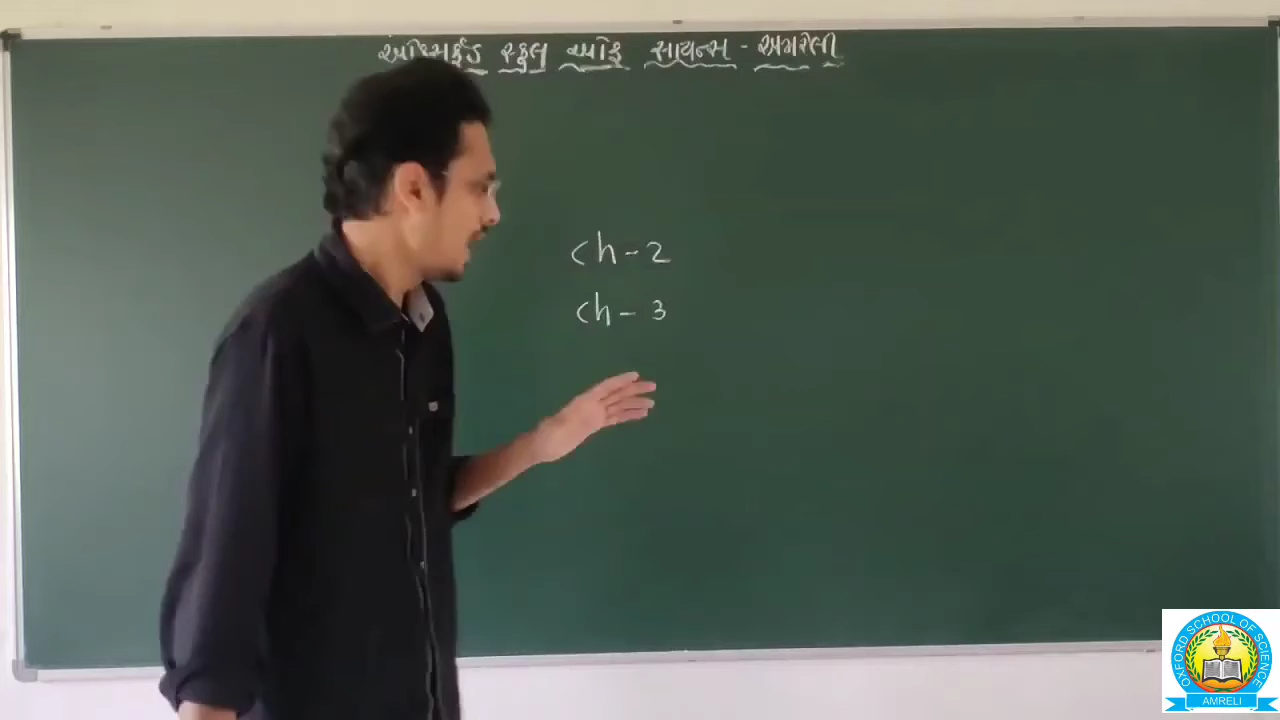 ઓક્સફર્ડ સ્કુલ ઓફ સાયન્સ - અમરેલી
ch-2
ch-3
OXFORD SCHOOL OF SCIENCE
AMRELI